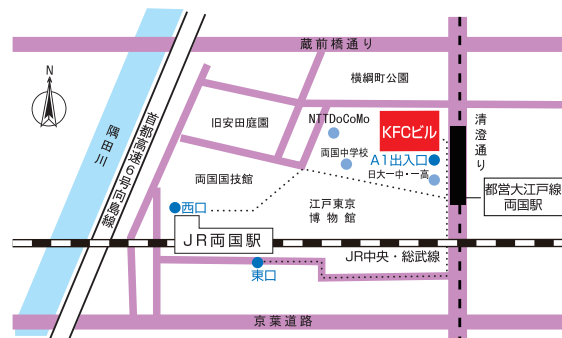 蔵前橋通り
N
横綱町公園
首都高速6号向島線
隅田川
旧安田庭園
NTTDoCoMo
KFCビル
清澄通り
両国中学校
A1出入口
日大一中・一高
両国国技館
都営大江戸線
両国駅
西口
江戸東京
博物館
JR両国駅
JR中央・総武線
東口
京葉道路